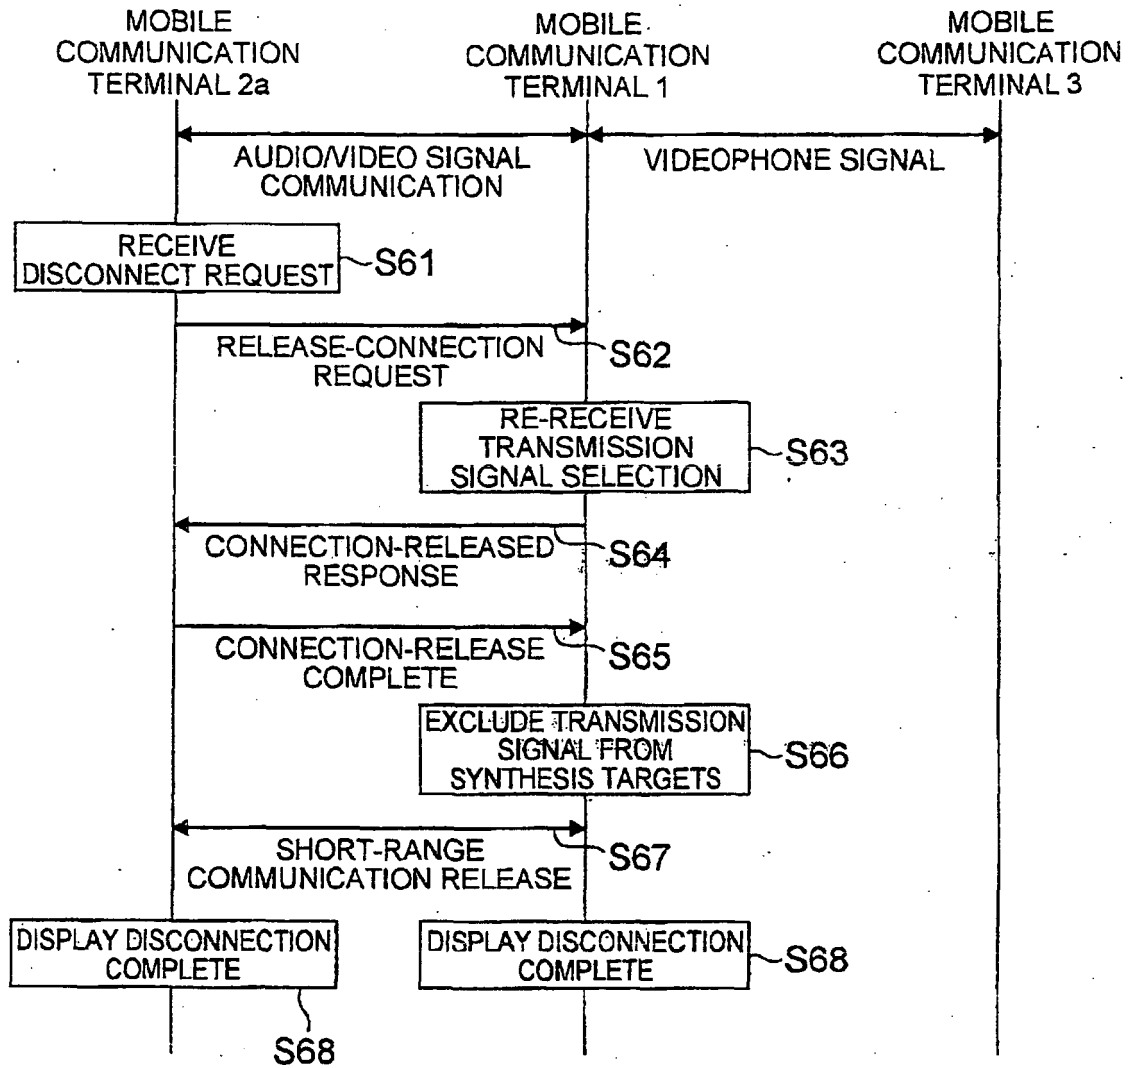 MOBILE
COMMUNICATION
TERMINAL 2a
MOBILE
COMMUNICATION
TERMINAL 1
MOBILE
COMMUNICATION
TERMINAL 3
AUDIO/VIDEO SIGNAL
COMMUNICATION
VIDEOPHONE SIGNAL
RECEIVE
DISCONNECT REQUEST
S61
RELEASE-CONNECTION
REQUEST
S62
RE-RECEIVE
TRANSMISSION
SIGNAL SELECTION
S63
CONNECTION-RELEASED
RESPONSE
S64
CONNECTION-RELEASE
COMPLETE
S65
EXCLUDE TRANSMISSION
SIGNAL FROM
SYNTHESIS TARGETS
S66
SHORT-RANGE
COMMUNICATION RELEASE
S67
DISPLAY DISCONNECTION
COMPLETE
S68
DISPLAY DISCONNECTION
COMPLETE
S68